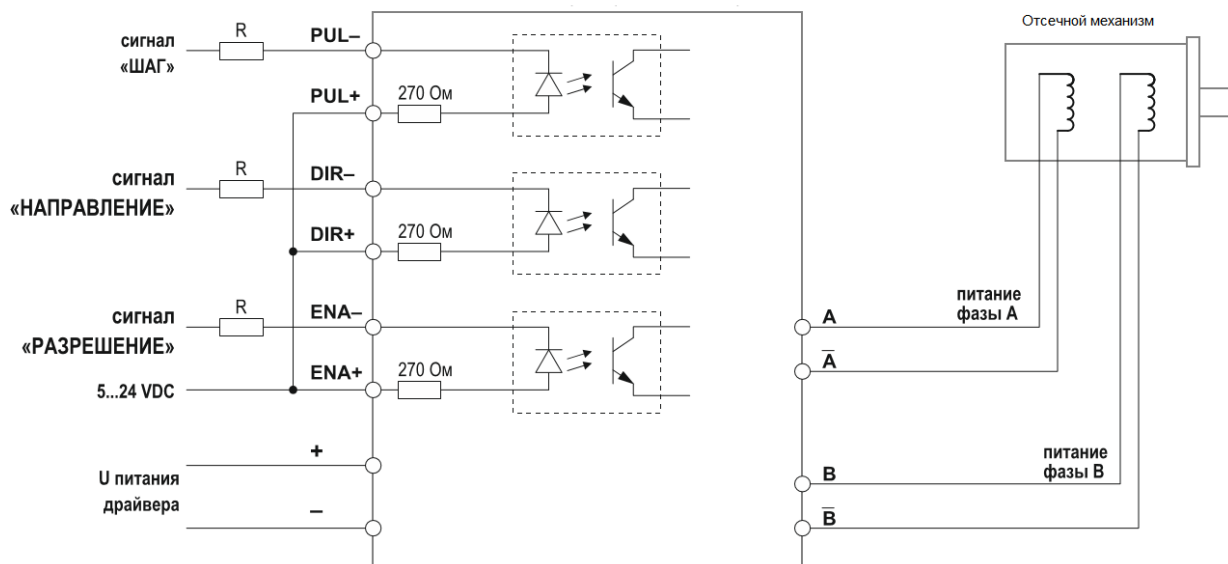 Отсечной механизм
сигнал
«ШАГ»
R
PUL–
PUL+
270 Ом
сигнал
«НАПРАВЛЕНИЕ»
R
DIR–
DIR+
270 Ом
сигнал
«РАЗРЕШЕНИЕ»
R
ENA–
ENA+
270 Ом
5...24 VDC
+
U питания
драйвера
–
A
питание
фазы А
A̅
B
питание
фазы В
B̅